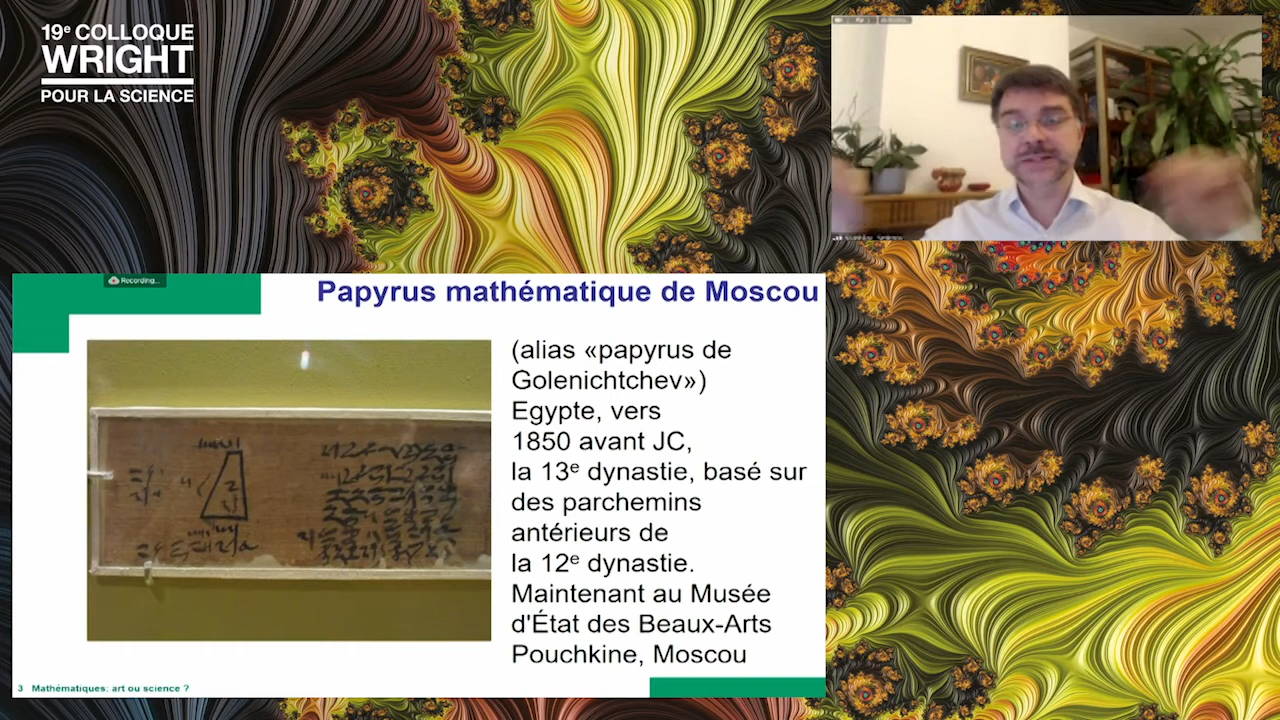 19e COLLOQUE
WRIGHT
POUR LA SCIENCE
Recording...
Papyrus mathématique de Moscou
(alias «papyrus de
Golenichtchev»)
Egypte, vers
1850 avant JC,
la 13e dynastie, basé sur
des parchemins
antérieurs de
la 12e dynastie.
Maintenant au Musée
d'État des Beaux-Arts
Pouchkine, Moscou
3 Mathématiques: art ou science ?